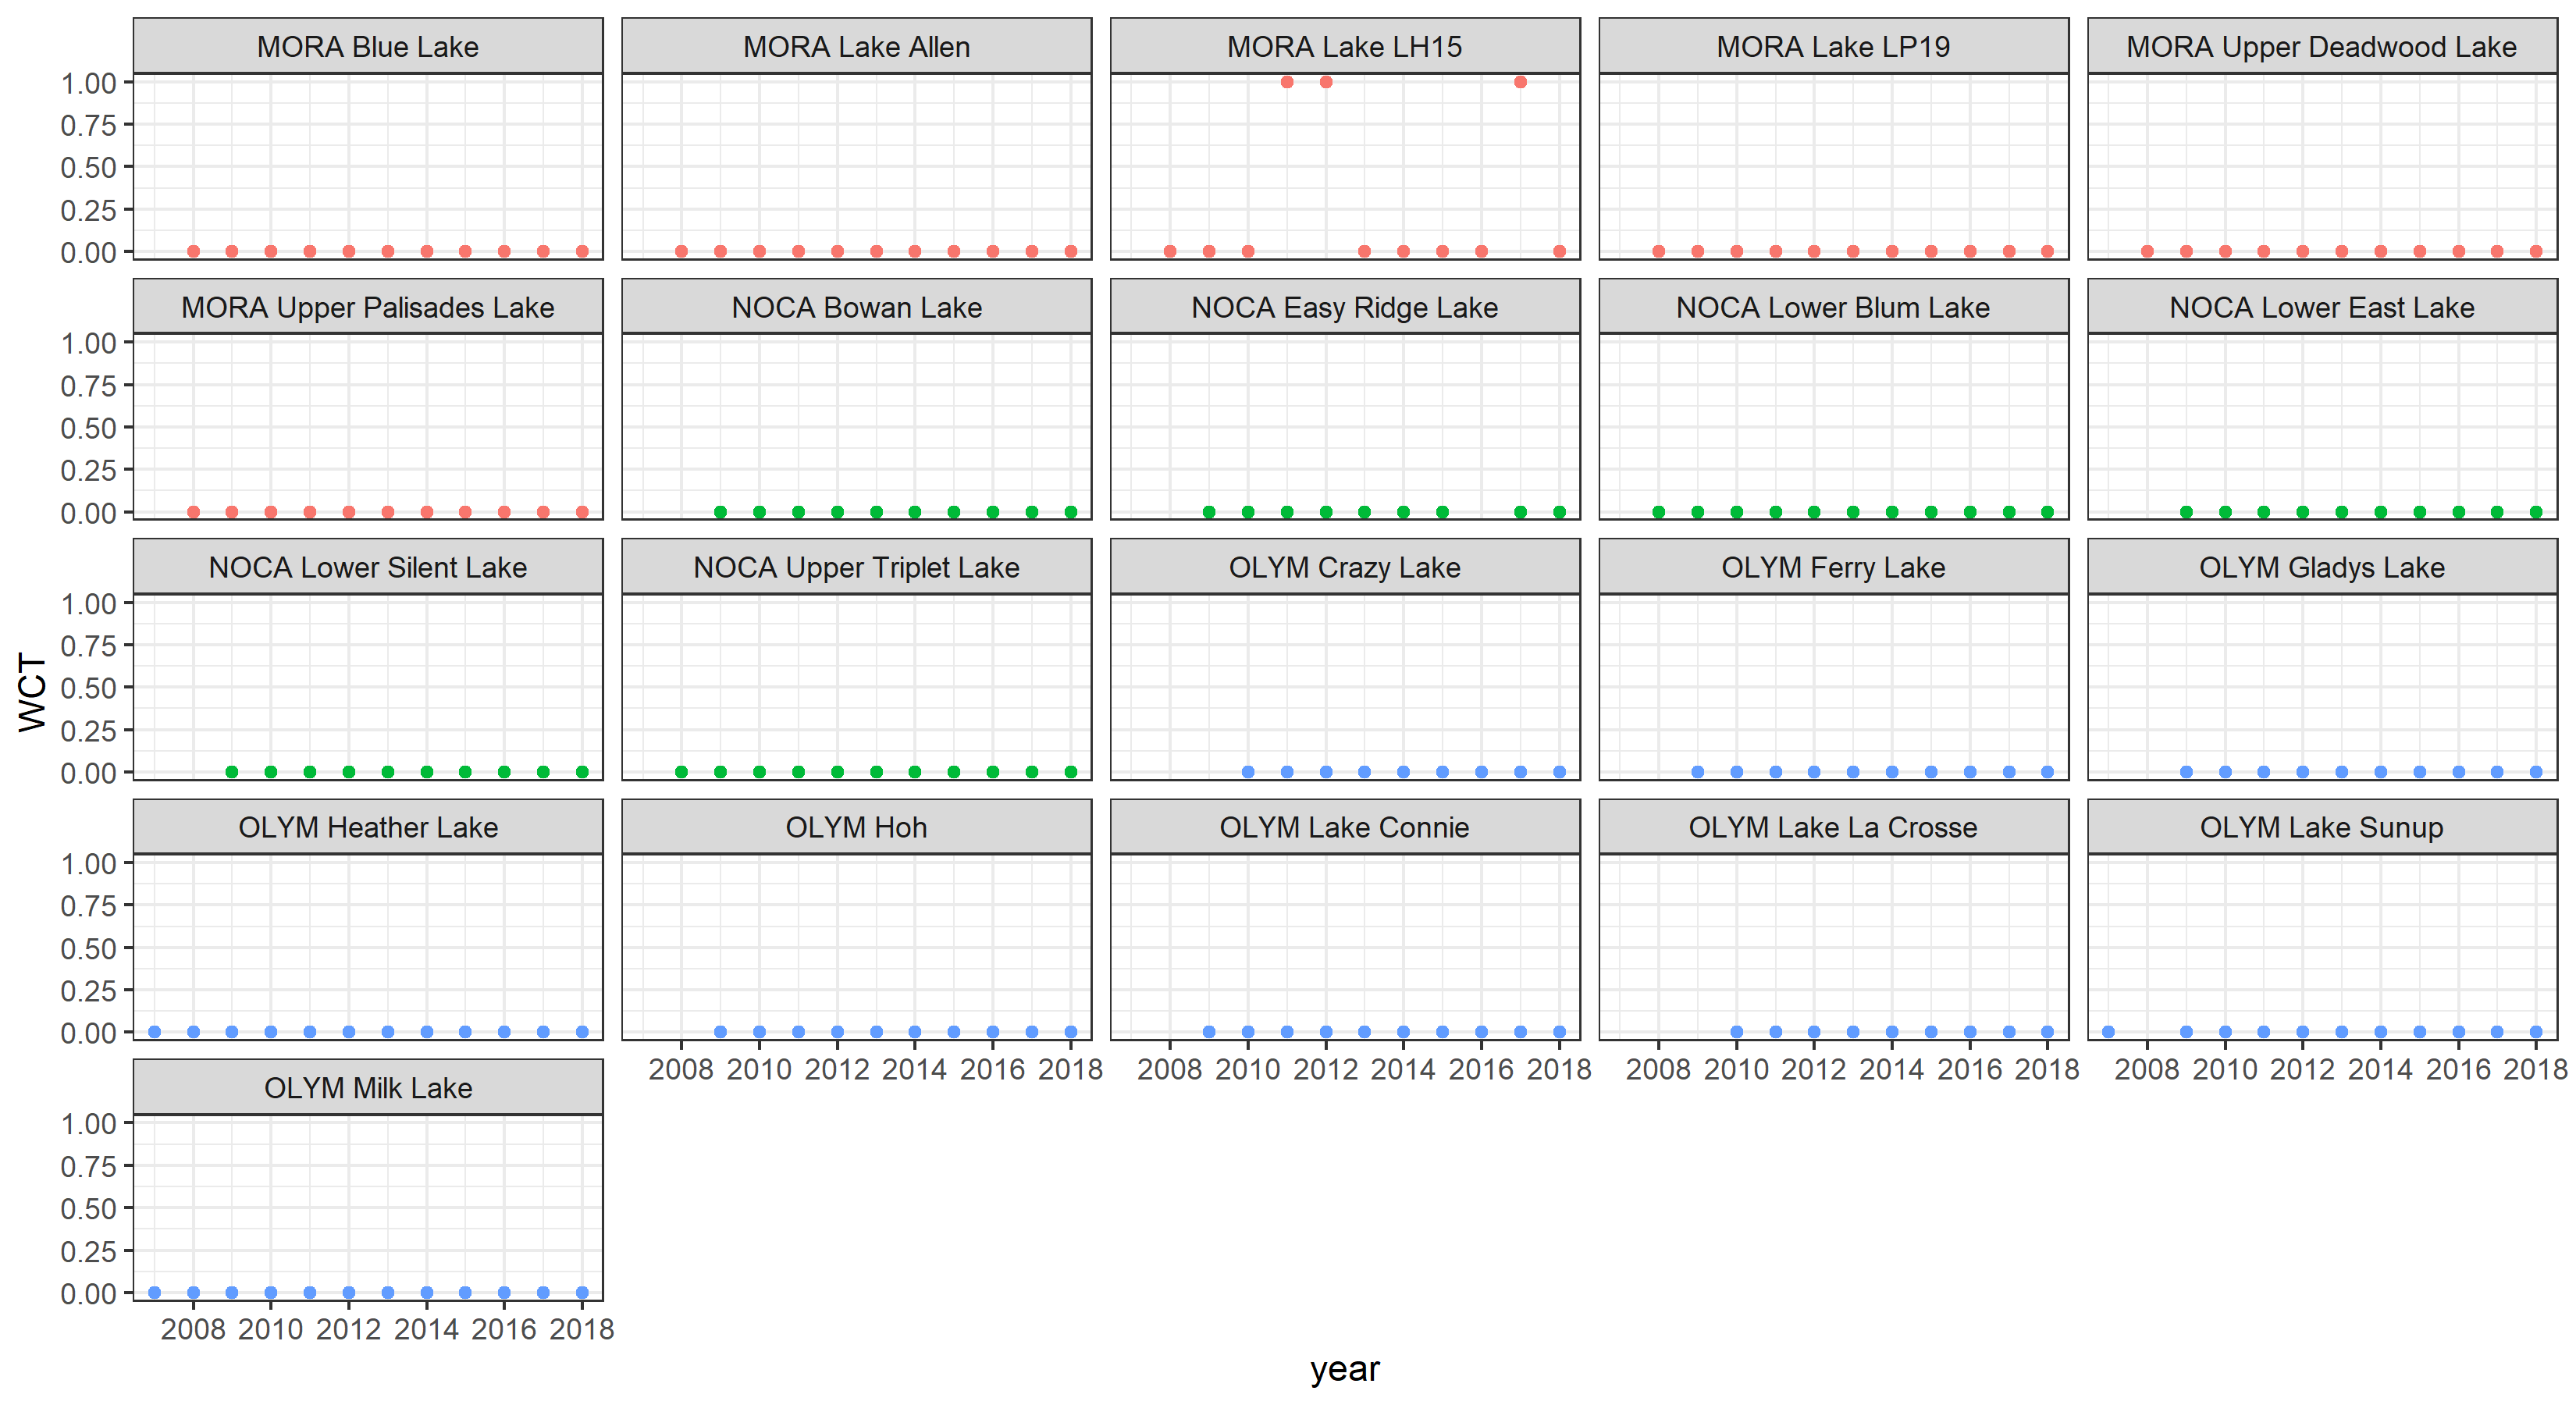 MORA Blue Lake MORA Lake Allen MORA Lake LH15 MORA Lake LP19 MORA Upper Deadwood Lake
1.00
0.75
0.50
0.25
0.00
MORA Upper Palisades Lake NOCA Bowan Lake NOCA Easy Ridge Lake NOCA Lower Blum Lake NOCA Lower East Lake
1.00
0.75
0.50
0.25
0.00
NOCA Lower Silent Lake NOCA Upper Triplet Lake OLYM Crazy Lake OLYM Ferry Lake OLYM Gladys Lake
1.00
0.75
WCT
0.50
0.25
0.00
OLYM Heather Lake OLYM Hoh OLYM Lake Connie OLYM Lake La Crosse OLYM Lake Sunup
1.00
0.75
0.50
0.25
0.00
2008 2010 2012 2014 2016 2018 2008 2010 2012 2014 2016 2018 2008 2010 2012 2014 2016 2018 2008 2010 2012 2014 2016 2018
OLYM Milk Lake
1.00
0.75
0.50
0.25
0.00
2008 2010 2012 2014 2016 2018
year